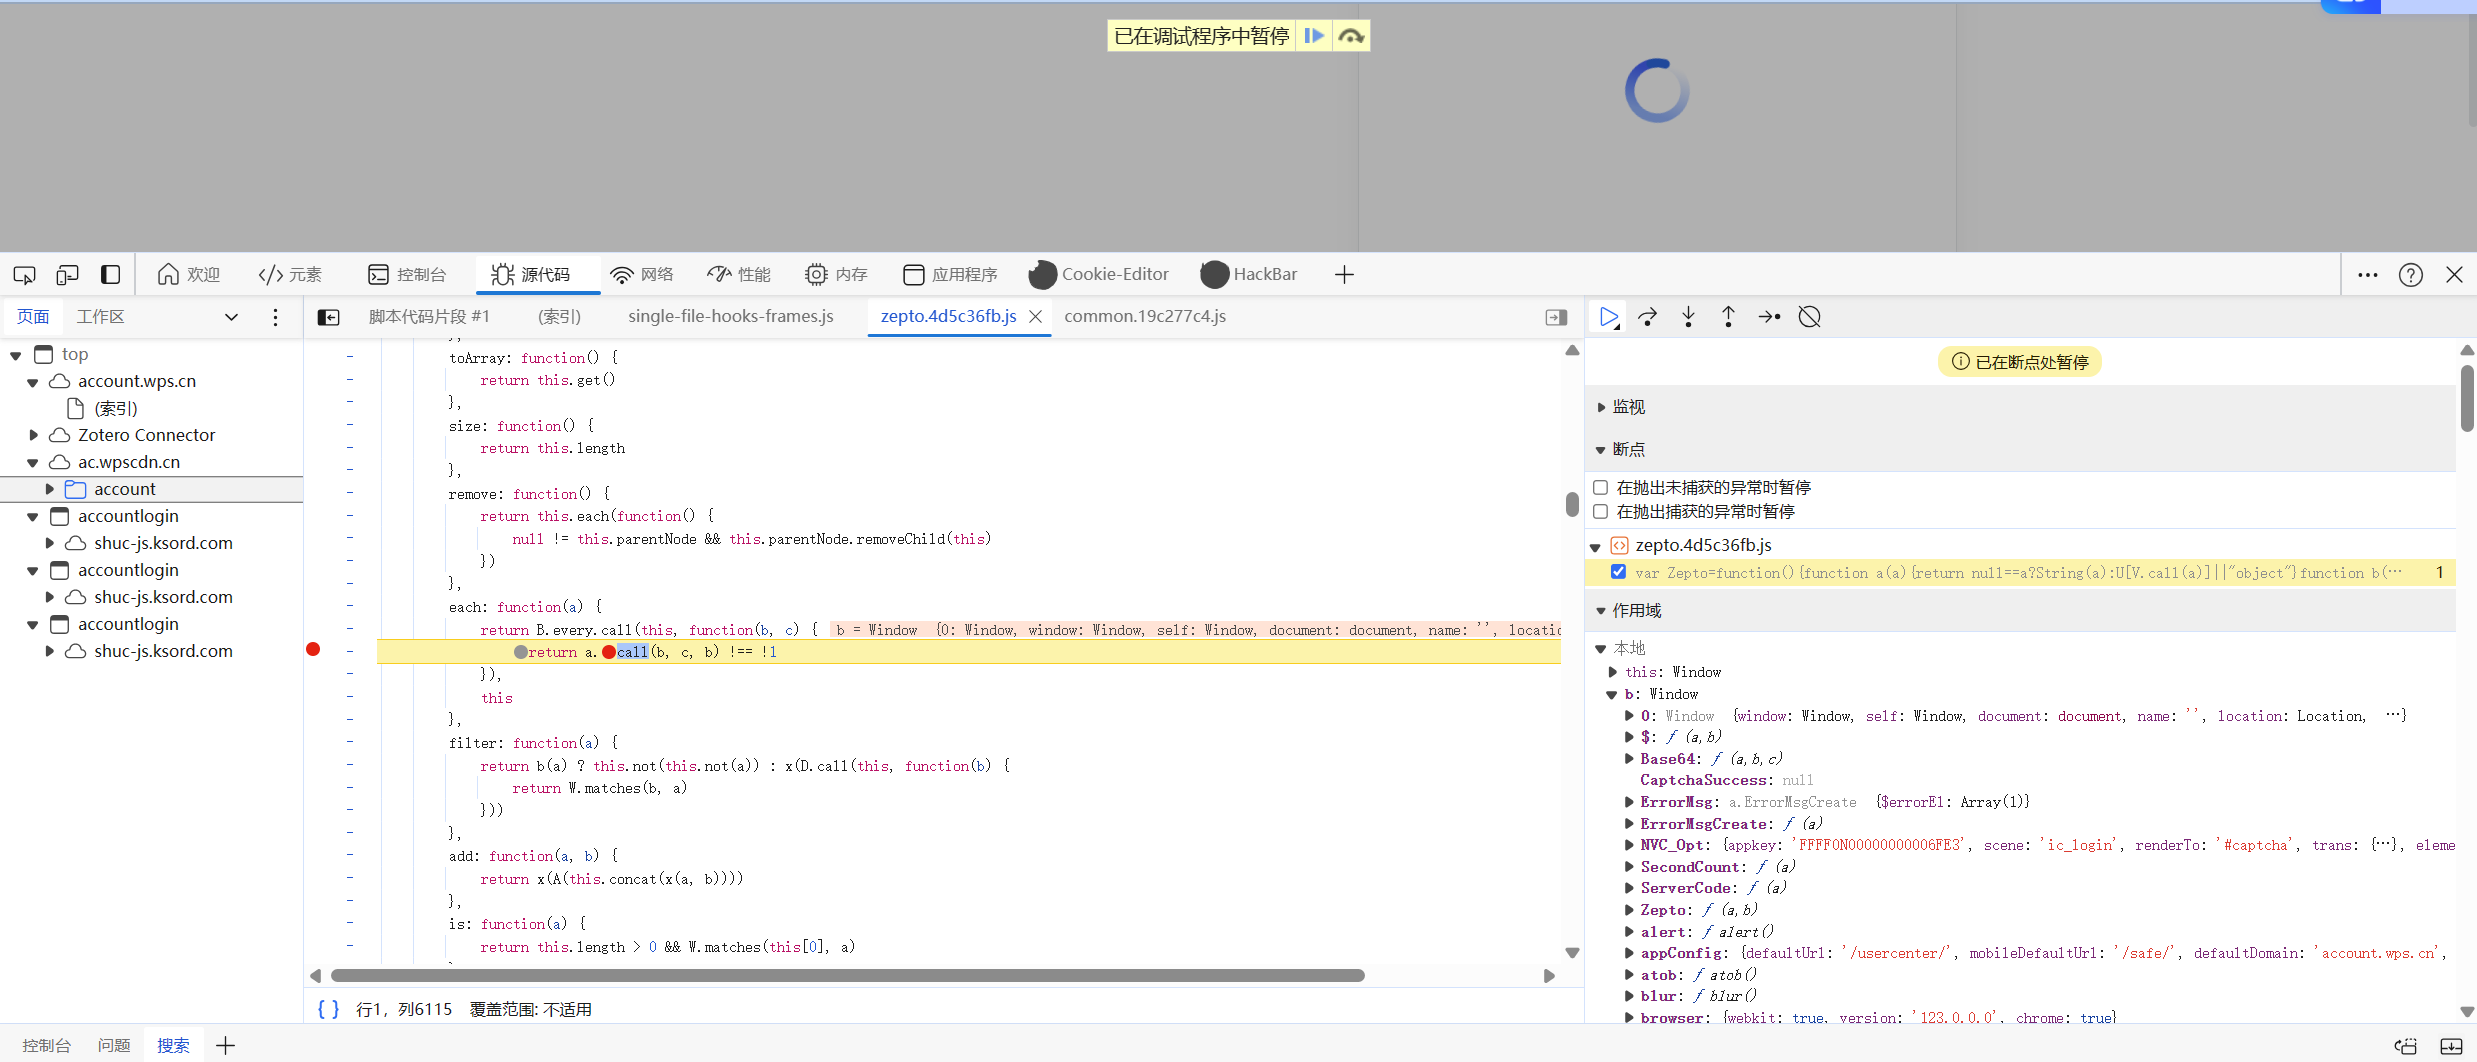 已在调试程序中暂停
欢迎
元素
控制台
源代码
网络
性能
内存
应用程序
Cookie-Editor
HackBar
页面
工作区
脚本代码片段 #1
(索引)
single-file-hooks-frames.js
zepto.4d5c36fb.js
common.19c277c4.js
top
account.wps.cn
(索引)
Zotero Connector
ac.wpscdn.cn
account
accountlogin
shuc-js.ksord.com
accountlogin
shuc-js.ksord.com
accountlogin
shuc-js.ksord.com
},
toArray: function() {
return this.get()
},
size: function() {
return this.length
},
remove: function() {
return this.each(function() {
null != this.parentNode && this.parentNode.removeChild(this)
})
},
each: function(a) {
return B.every.call(this, function(b, c) { b = Window {0: Window, window: Window, self: Window, document: document, name: '', locatio
return a.call(b, c, b) !== !1
}),
this
},
filter: function(a) {
return b(a) ? this.not(this.not(a)) : x(D.call(this, function(b) {
return W.matches(b, a)
}))
},
add: function(a, b) {
return x(A(this.concat(x(a, b))))
},
is: function(a) {
return this.length > 0 && W.matches(this[0], a)
{ } 行1，列6115 覆盖范围: 不适用
已在断点处暂停
监视
断点
在抛出未捕获的异常时暂停
在抛出捕获的异常时暂停
zepto.4d5c36fb.js
var Zepto=function(){function a(a){return null==a?String(a):U[V.call(a)]||"object"}function b(… 1
作用域
本地
this: Window
b: Window
0: Window {window: Window, self: Window, document: document, name: '', location: Location, …}
$: ƒ (a,b)
Base64: ƒ (a,b,c)
CaptchaSuccess: null
ErrorMsg: a.ErrorMsgCreate {$errorEl: Array(1)}
ErrorMsgCreate: ƒ (a)
NVC_Opt: {appkey: 'FFFF0N00000000006FE3', scene: 'ic_login', renderTo: '#captcha', trans: {…}, eleme
SecondCount: ƒ (a)
ServerCode: ƒ (a)
Zepto: ƒ (a,b)
alert: ƒ alert()
appConfig: {defaultUrl: '/usercenter/', mobileDefaultUrl: '/safe/', defaultDomain: 'account.wps.cn',
atob: ƒ atob()
blur: ƒ blur()
browser: {webkit: true, version: '123.0.0.0', chrome: true}
控制台
问题
搜索